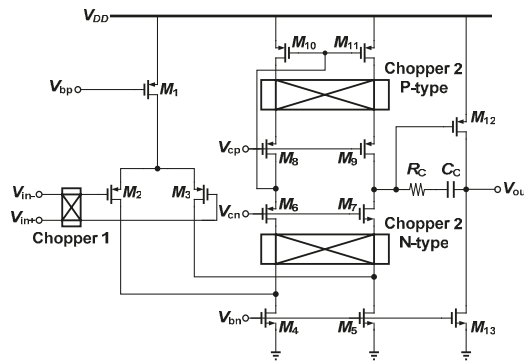 VDD
M10
M11
Chopper 2
P-type
Vbp
M1
M12
Vcp
M8
M9
RC
CC
Vou
Vin−
M2
M3
Vcn
M6
M7
Vin+
Chopper 1
Chopper 2
N-type
Vbn
M4
M5
M13